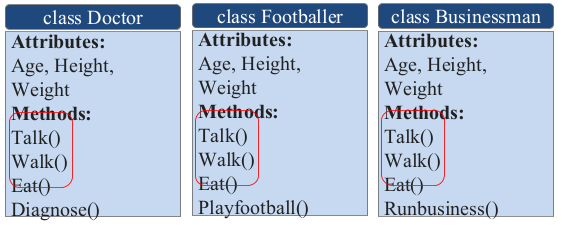 class Doctor
Attributes:
Age, Height,
Weight
Methods:
Talk()
Walk()
Eat()
Diagnose()
class Footballer
Attributes:
Age, Height,
Weight
Methods:
Talk()
Walk()
Eat()
Playfootball()
class Businessman
Attributes:
Age, Height,
Weight
Methods:
Talk()
Walk()
Eat()
Runbusiness()